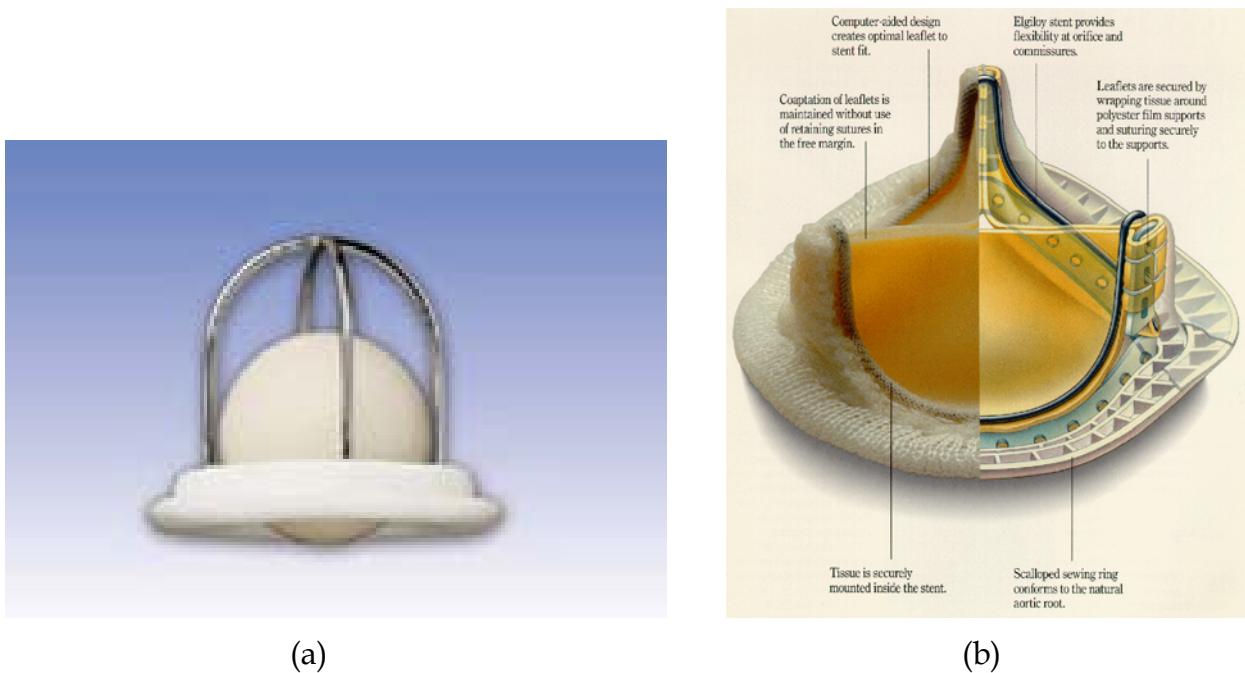 Computer-aided design
creates optimal leaflet to
stent fit.
Elgiloy stent provides
flexibility at orifice and
commissures.
Coaptation of leaflets is
maintained without use
of retaining sutures in
the free margin.
Leaflets are secured by
wrapping tissue around
polyester film supports
and suturing securely
to the supports.
Tissue is securely
mounted inside the stent.
Scalloped sewing ring
conforms to the natural
aortic root.
(a)
(b)